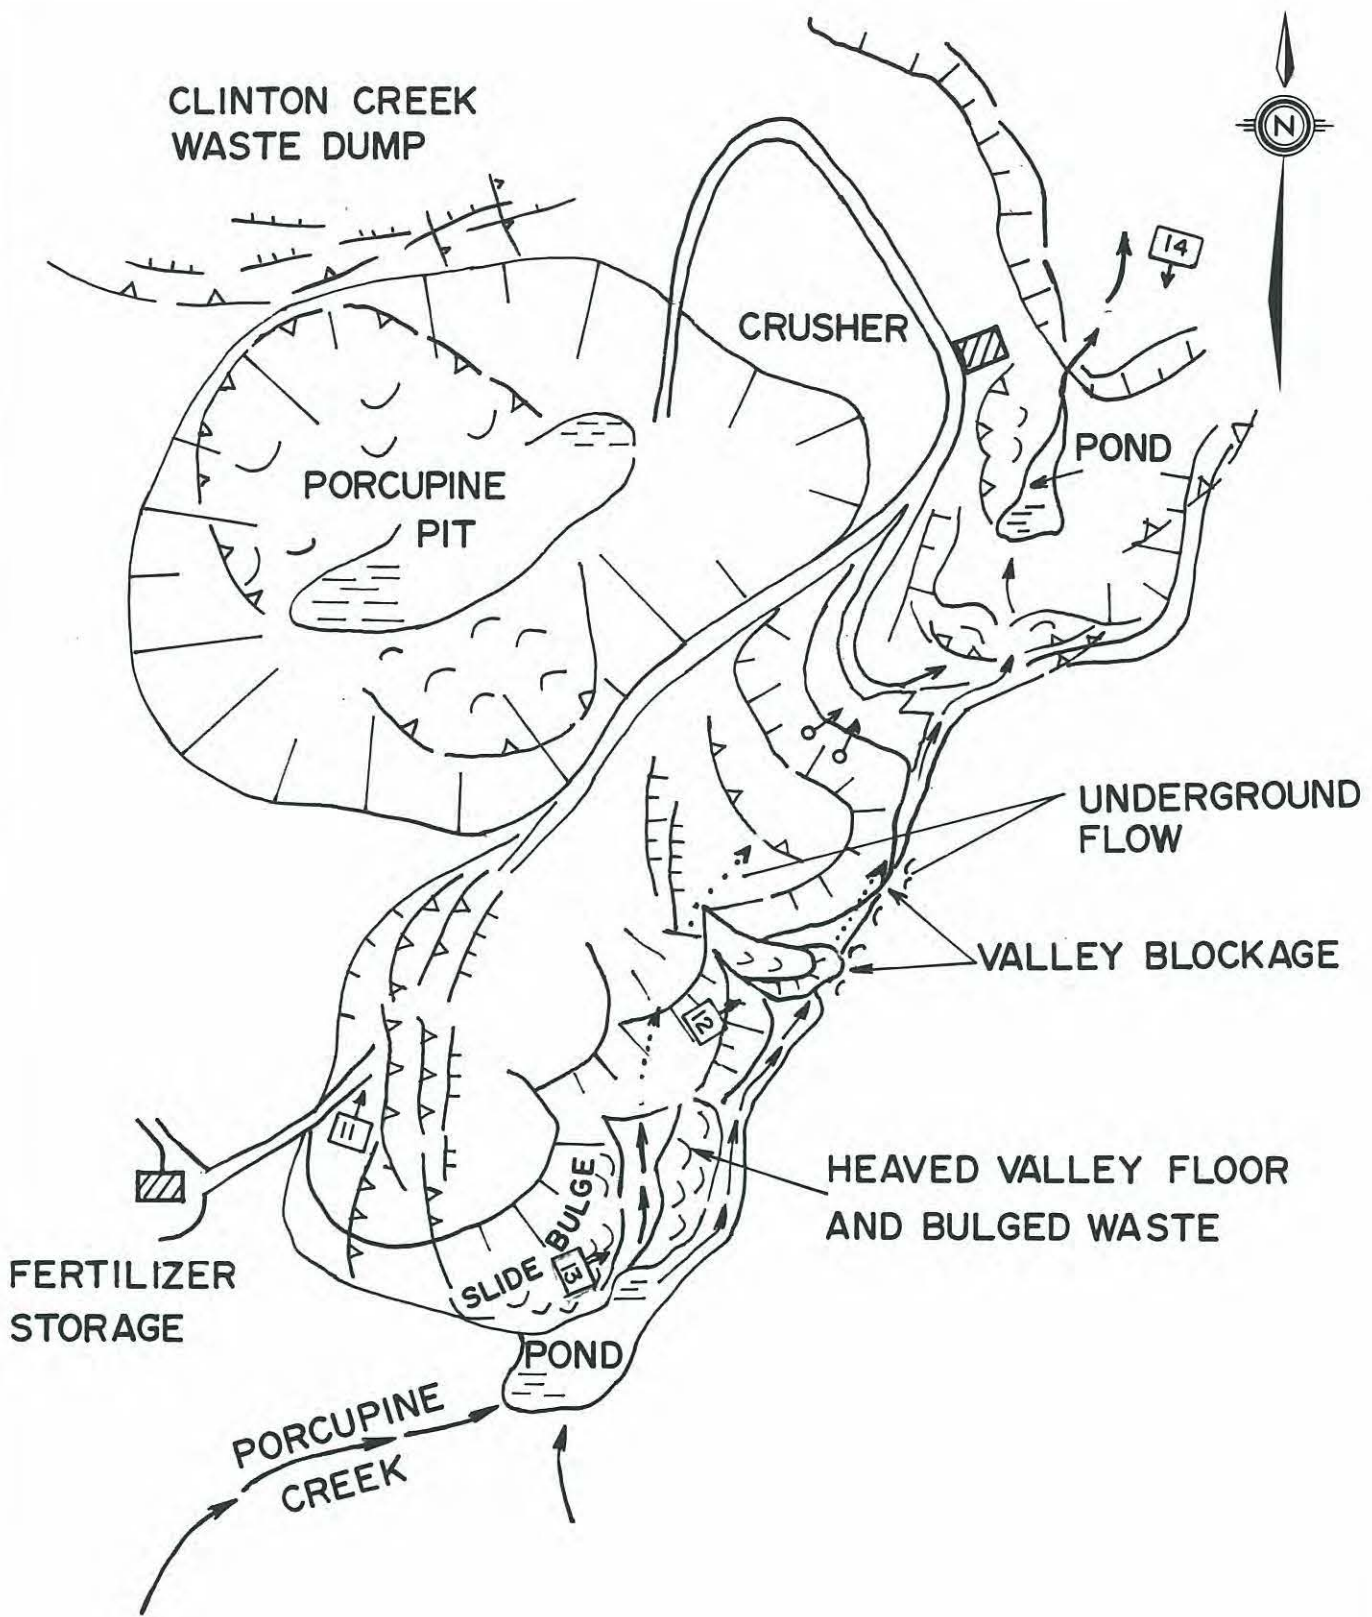 CLINTON CREEK
WASTE DUMP
N
14
CRUSHER
POND
PORCUPINE
PIT
UNDERGROUND
FLOW
VALLEY BLOCKAGE
12
11
HEAVED VALLEY FLOOR
AND BULGED WASTE
SLIDE BULGE
13
FERTILIZER
STORAGE
POND
PORCUPINE
CREEK